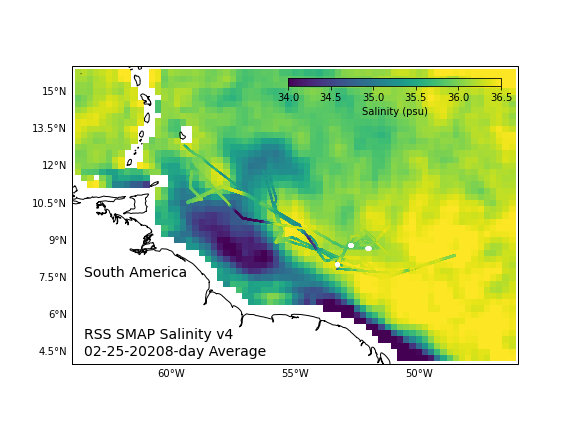 15°N
13.5°N
12°N
10.5°N
9°N
7.5°N
6°N
4.5°N
34.0 34.5 35.0 35.5 36.0 36.5
Salinity (psu)
South America
RSS SMAP Salinity v4
02-25-20208-day Average
60°W 55°W 50°W